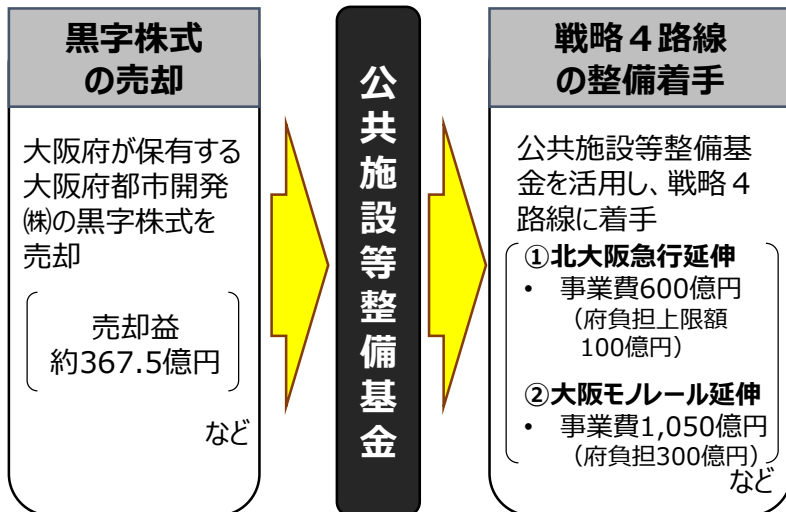 黒字株式
の売却
大阪府が保有する
大阪府都市開発
㈱の黒字株式を
売却
売却益
約367.5億円
など
公共施設等整備基金
戦略４路線
の整備着手
公共施設等整備基
金を活用し、戦略４
路線に着手
①北大阪急行延伸
• 事業費600億円
（府負担上限額
100億円）
②大阪モノレール延伸
• 事業費1,050億円
（府負担300億円）
など